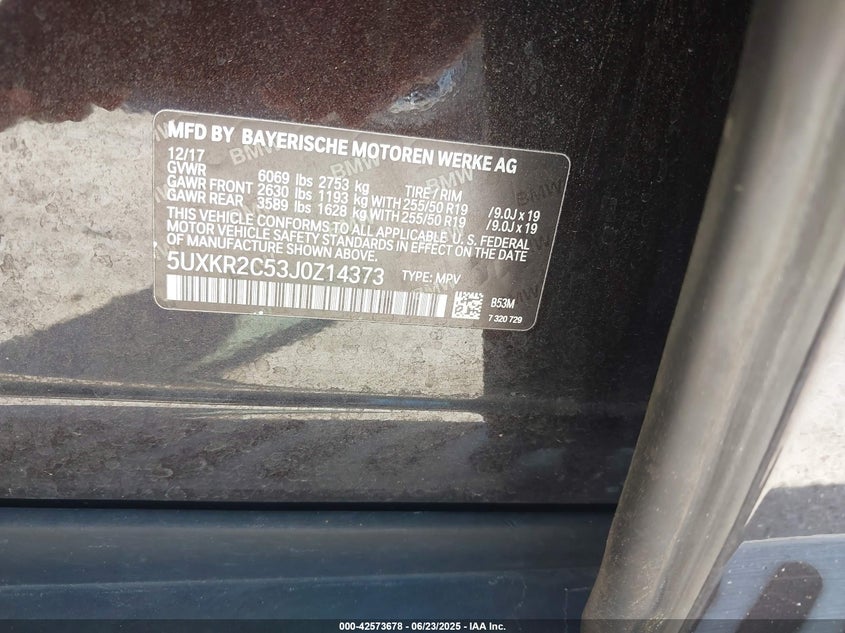 MFD BY BAYERISCHE MOTOREN WERKE AG
12/17
GVWR 6069 lbs 2753 kg TIRE/RIM
GAWR FRONT 2630 lbs 1193 kg WITH 255/50 R19 /9.0J x 19
GAWR REAR 3589 lbs 1628 kg WITH 255/50 R19 /9.0J x 19
THIS VEHICLE CONFORMS TO ALL APPLICABLE U.S. FEDERAL
MOTOR VEHICLE SAFETY STANDARDS IN EFFECT ON THE DATE
OF MANUFACTURE SHOWN ABOVE.
5UXKR2C53J0Z14373 TYPE: MPV
B53M
7 320 729
000-42573678 - 06/23/2025 - IAA Inc.